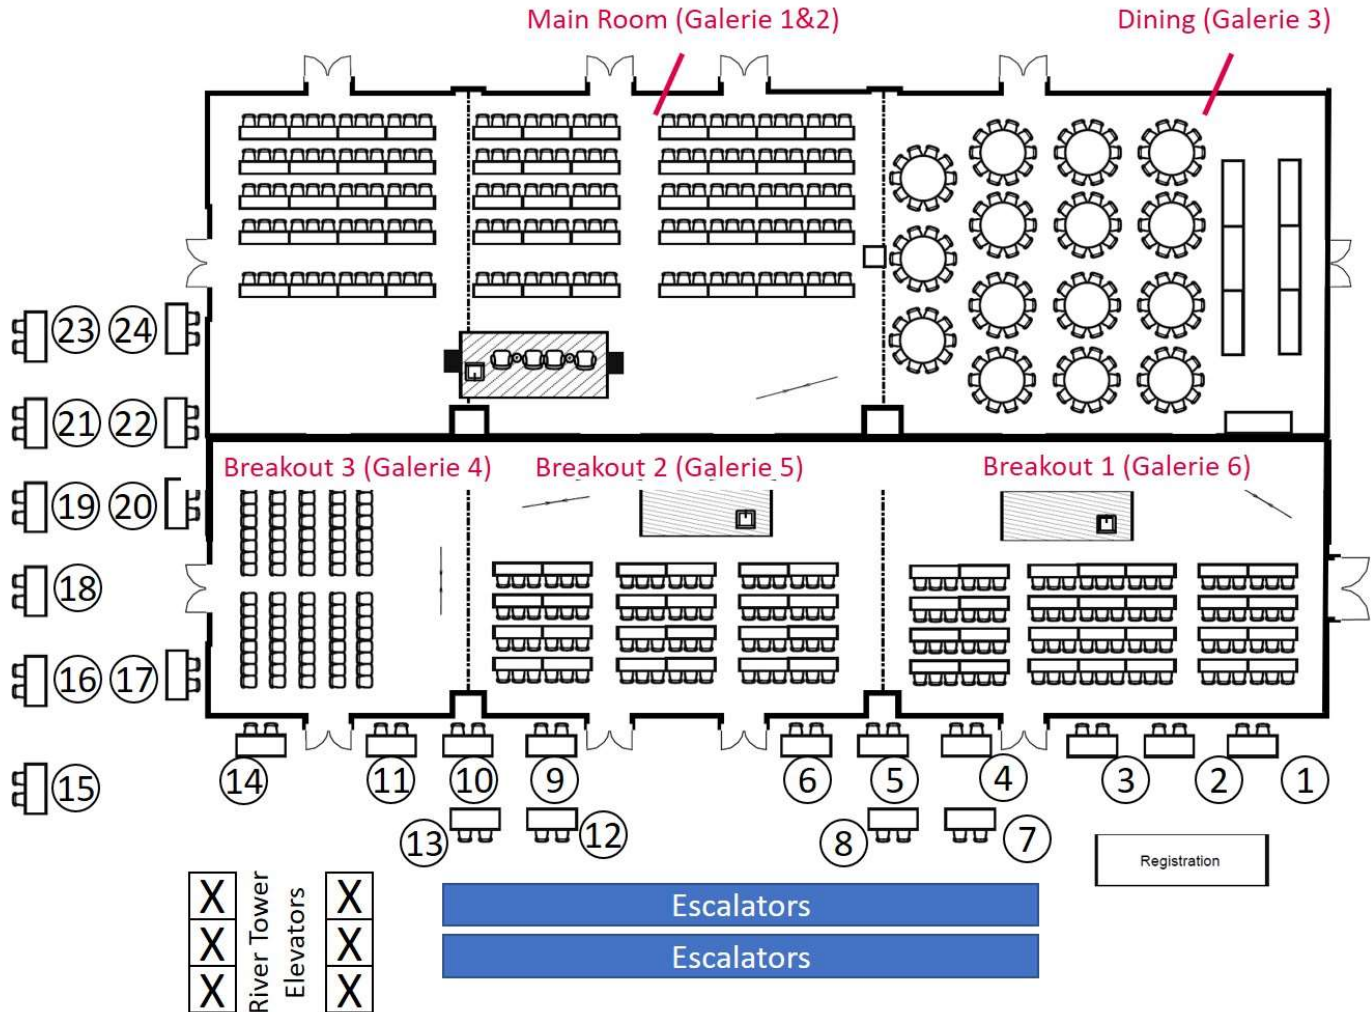 Main Room (Galerie 1&2)
Dining (Galerie 3)
23
24
21
22
Breakout 3 (Galerie 4)
Breakout 2 (Galerie 5)
Breakout 1 (Galerie 6)
19
20
18
16
17
15
14
11
10
9
6
5
4
3
2
1
13
12
8
7
Registration
X
X
X
X
X
X
River Tower
Elevators
Escalators
Escalators